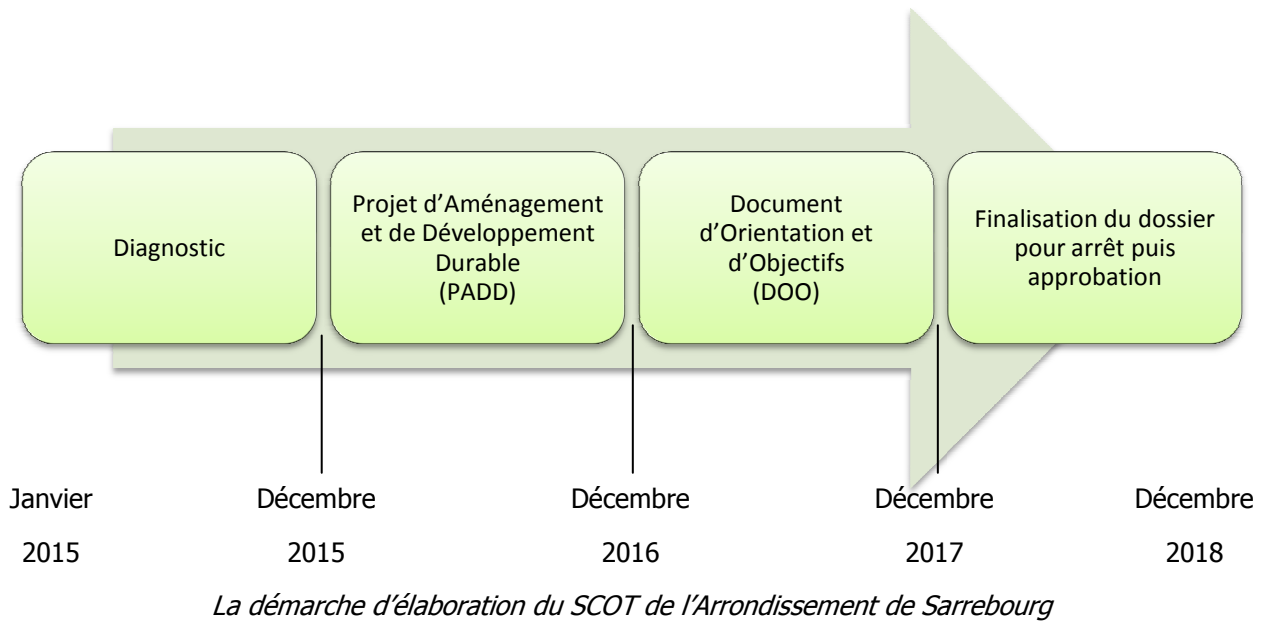 Diagnostic
Projet d'Aménagement
et de Développement
Durable
(PADD)
Document
d'Orientation et
d'Objectifs
(DOO)
Finalisation du dossier
pour arrêt puis
approbation
Janvier
2015
Décembre
2015
Décembre
2016
Décembre
2017
Décembre
2018
La démarche d'élaboration du SCOT de l'Arrondissement de Sarrebourg